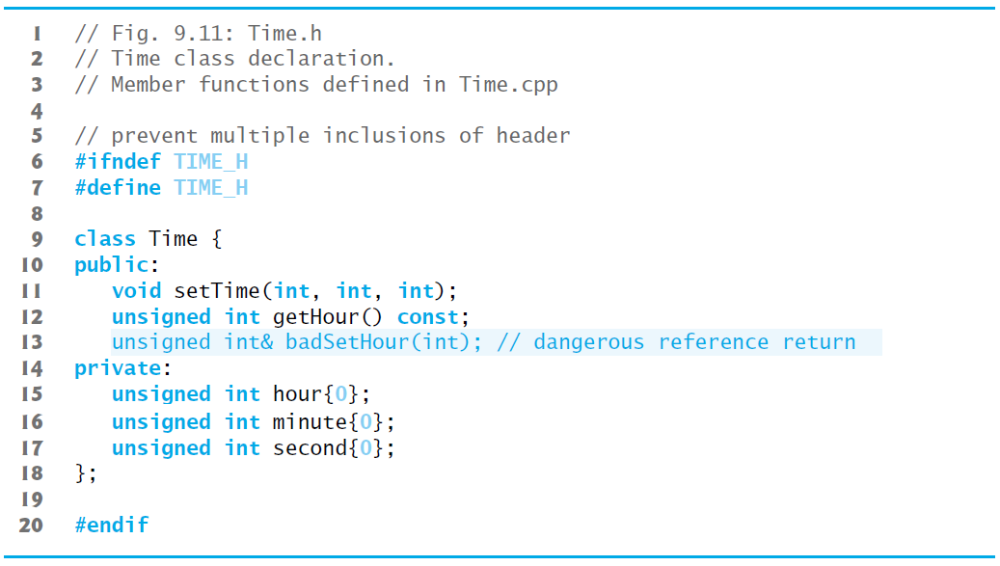 1 // Fig. 9.11: Time.h
2 // Time class declaration.
3 // Member functions defined in Time.cpp
4
5 // prevent multiple inclusions of header
6 #ifndef TIME_H
7 #define TIME_H
8
9 class Time {
10 public:
11    void setTime(int, int, int);
12    unsigned int getHour() const;
13    unsigned int& badSetHour(int); // dangerous reference return
14 private:
15    unsigned int hour{0};
16    unsigned int minute{0};
17    unsigned int second{0};
18 };
19
20 #endif